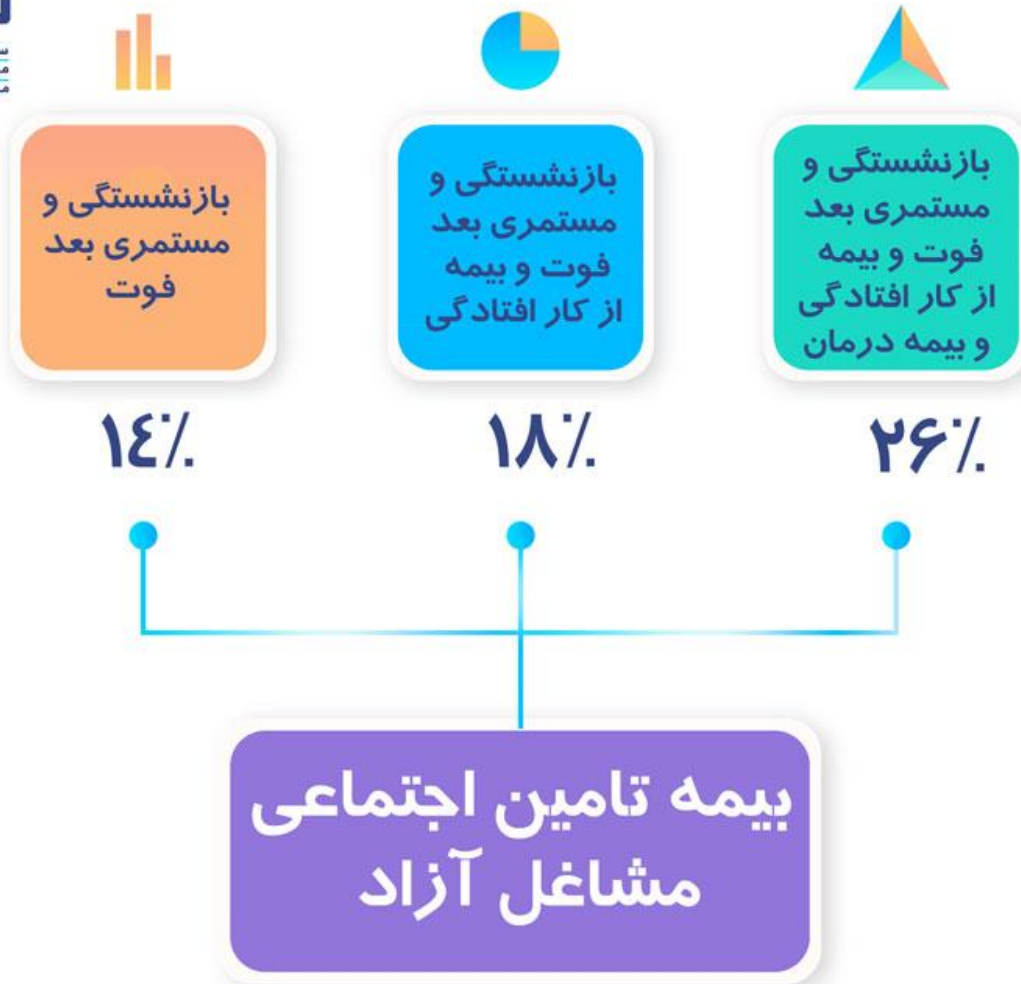 بازنشستگی و
مستمری بعد
فوت و بیمه
از کار افتادگی
و بیمه درمان
۲۶٪
بازنشستگی و
مستمری بعد
فوت و بیمه
از کار افتادگی
۱۸٪
بازنشستگی و
مستمری بعد
فوت
۱٤٪
بیمه تامین اجتماعی
مشاغل آزاد